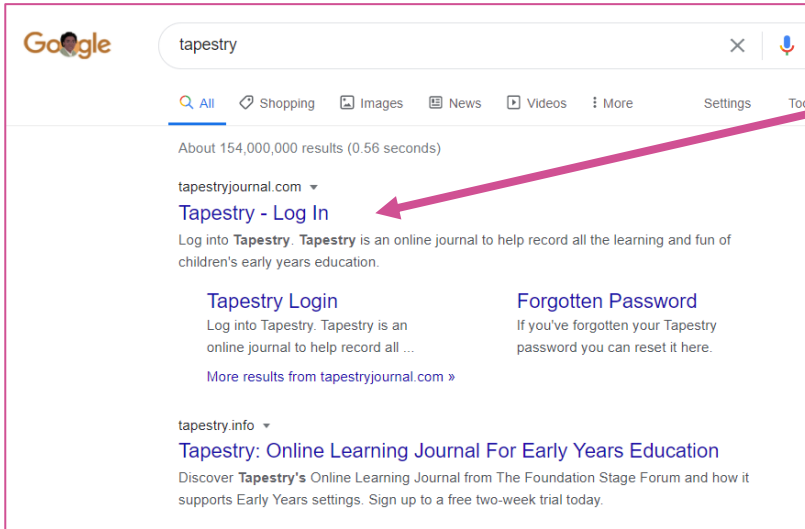 Google
tapestry
All Shopping Images News Videos More Settings
About 154,000,000 results (0.56 seconds)
tapestryjournal.com
Tapestry - Log In
Log into Tapestry. Tapestry is an online journal to help record all the learning and fun of
children's early years education.
Tapestry Login
Log into Tapestry. Tapestry is an
online journal to help record all ...
More results from tapestryjournal.com »
Forgotten Password
If you've forgotten your Tapestry
password you can reset it here.
tapestry.info
Tapestry: Online Learning Journal For Early Years Education
Discover Tapestry's Online Learning Journal from The Foundation Stage Forum and how it
supports Early Years settings. Sign up to a free two-week trial today.